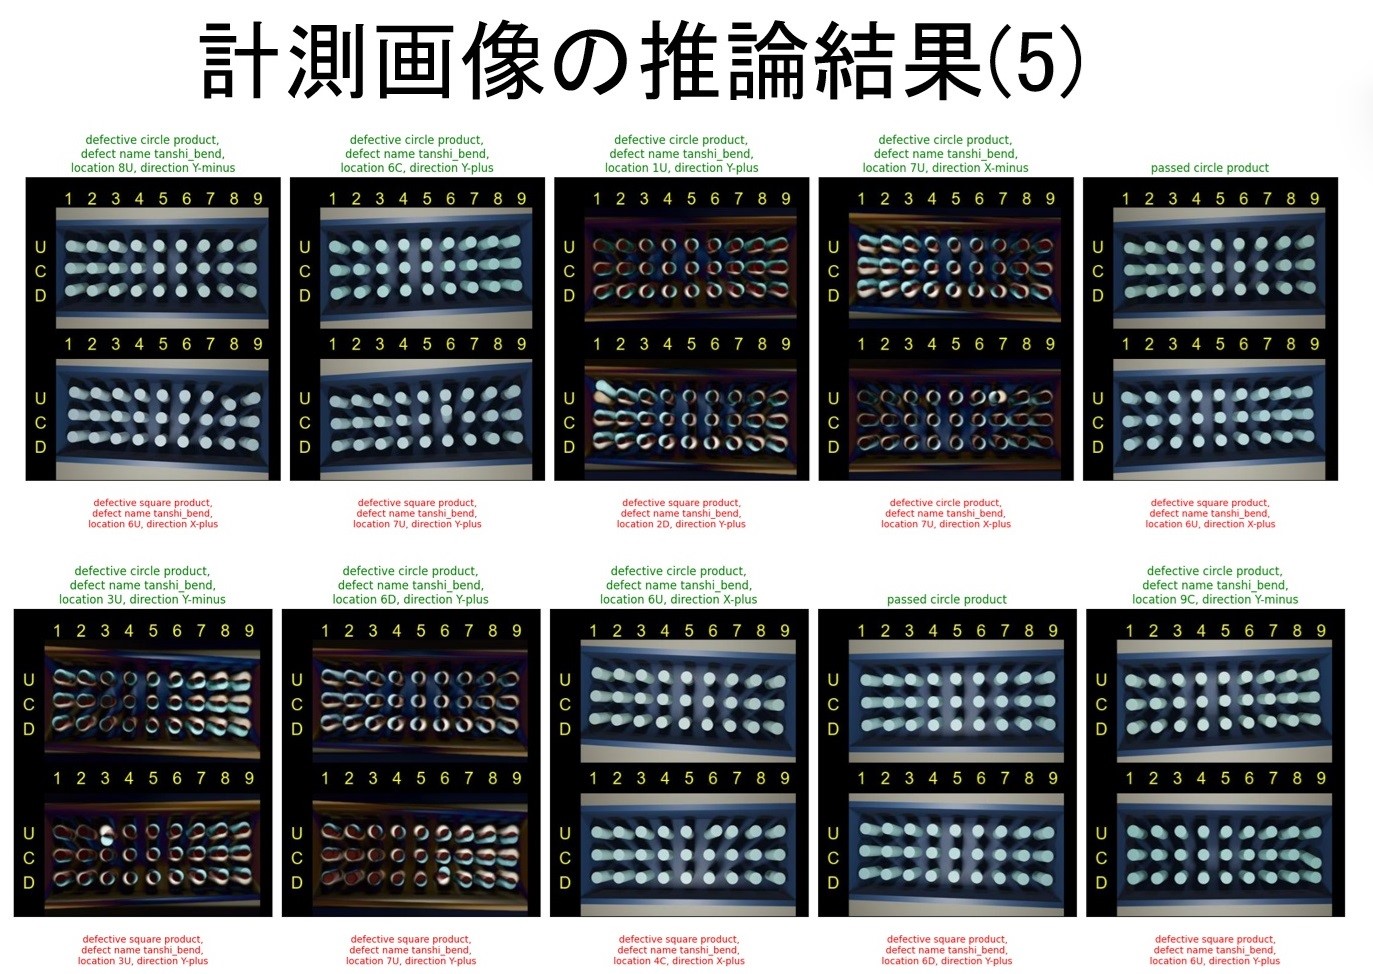 計測画像の推論結果(5)
defective circle product,
defect name tanshi_bend,
location 8U, direction Y-minus
defective circle product,
defect name tanshi_bend,
location 6C, direction Y-plus
defective circle product,
defect name tanshi_bend,
location 1U, direction Y-plus
defective circle product,
defect name tanshi_bend,
location 7U, direction X-minus
passed circle product
1 2 3 4 5 6 7 8 9
U
C
D
1 2 3 4 5 6 7 8 9
U
C
D
1 2 3 4 5 6 7 8 9
U
C
D
1 2 3 4 5 6 7 8 9
U
C
D
1 2 3 4 5 6 7 8 9
U
C
D
1 2 3 4 5 6 7 8 9
U
C
D
1 2 3 4 5 6 7 8 9
U
C
D
1 2 3 4 5 6 7 8 9
U
C
D
1 2 3 4 5 6 7 8 9
U
C
D
1 2 3 4 5 6 7 8 9
U
C
D
defective square product,
defect name tanshi_bend,
location 6U, direction X-plus
defective square product,
defect name tanshi_bend,
location 7U, direction Y-plus
defective square product,
defect name tanshi_bend,
location 2D, direction Y-plus
defective circle product,
defect name tanshi_bend,
location 7U, direction X-plus
defective square product,
defect name tanshi_bend,
location 6U, direction X-plus
defective circle product,
defect name tanshi_bend,
location 3U, direction Y-minus
defective circle product,
defect name tanshi_bend,
location 6D, direction Y-plus
defective circle product,
defect name tanshi_bend,
location 6U, direction X-plus
passed circle product
defective circle product,
defect name tanshi_bend,
location 9C, direction Y-minus
1 2 3 4 5 6 7 8 9
U
C
D
1 2 3 4 5 6 7 8 9
U
C
D
1 2 3 4 5 6 7 8 9
U
C
D
1 2 3 4 5 6 7 8 9
U
C
D
1 2 3 4 5 6 7 8 9
U
C
D
1 2 3 4 5 6 7 8 9
U
C
D
1 2 3 4 5 6 7 8 9
U
C
D
1 2 3 4 5 6 7 8 9
U
C
D
1 2 3 4 5 6 7 8 9
U
C
D
1 2 3 4 5 6 7 8 9
U
C
D
defective square product,
defect name tanshi_bend,
location 3U, direction Y-plus
defective square product,
defect name tanshi_bend,
location 7U, direction Y-plus
defective square product,
defect name tanshi_bend,
location 4C, direction X-plus
defective square product,
defect name tanshi_bend,
location 6D, direction Y-plus
defective square product,
defect name tanshi_bend,
location 6U, direction Y-plus